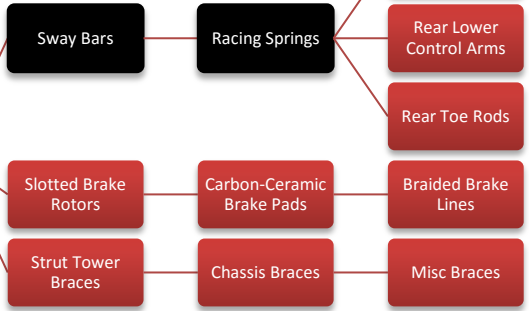 Sway Bars
Racing Springs
Rear Lower
Control Arms
Rear Toe Rods
Slotted Brake
Rotors
Carbon-Ceramic
Brake Pads
Braided Brake
Lines
Strut Tower
Braces
Chassis Braces
Misc Braces